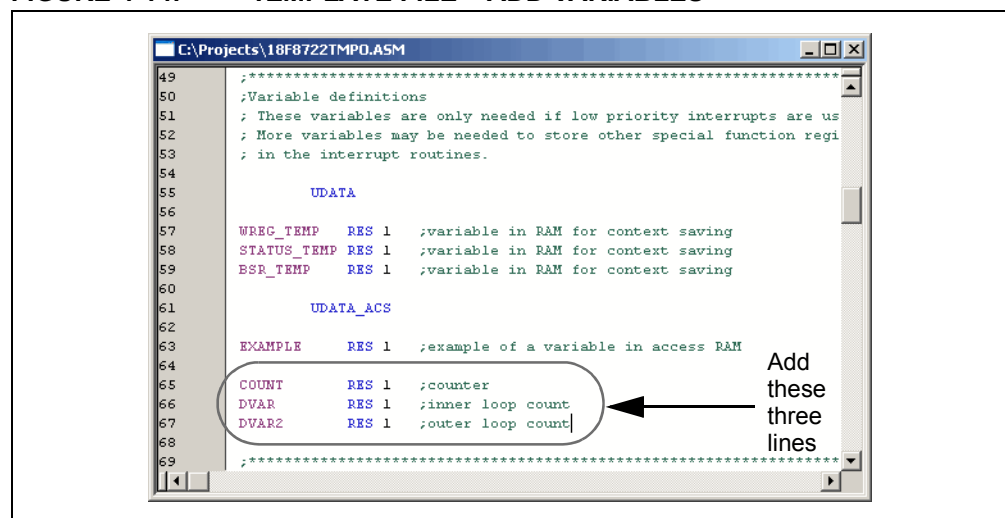 C:\Projects\18F8722TMPO.ASM
49 ;*********************************************************************
50 ;Variable definitions
51 ; These variables are only needed if low priority interrupts are us
52 ; More variables may be needed to store other special function regi
53 ; in the interrupt routines.
54
55 UDATA
56
57 WREG_TEMP RES 1 ;variable in RAM for context saving
58 STATUS_TEMP RES 1 ;variable in RAM for context saving
59 BSR_TEMP RES 1 ;variable in RAM for context saving
60
61 UDATA_ACS
62
63 EXAMPLE RES 1 ;example of a variable in access RAM
64
65 COUNT RES 1 ;counter
66 DVAR RES 1 ;inner loop count
67 DVAR2 RES 1 ;outer loop count
68
69 ;*********************************************************************
Add
these
three
lines